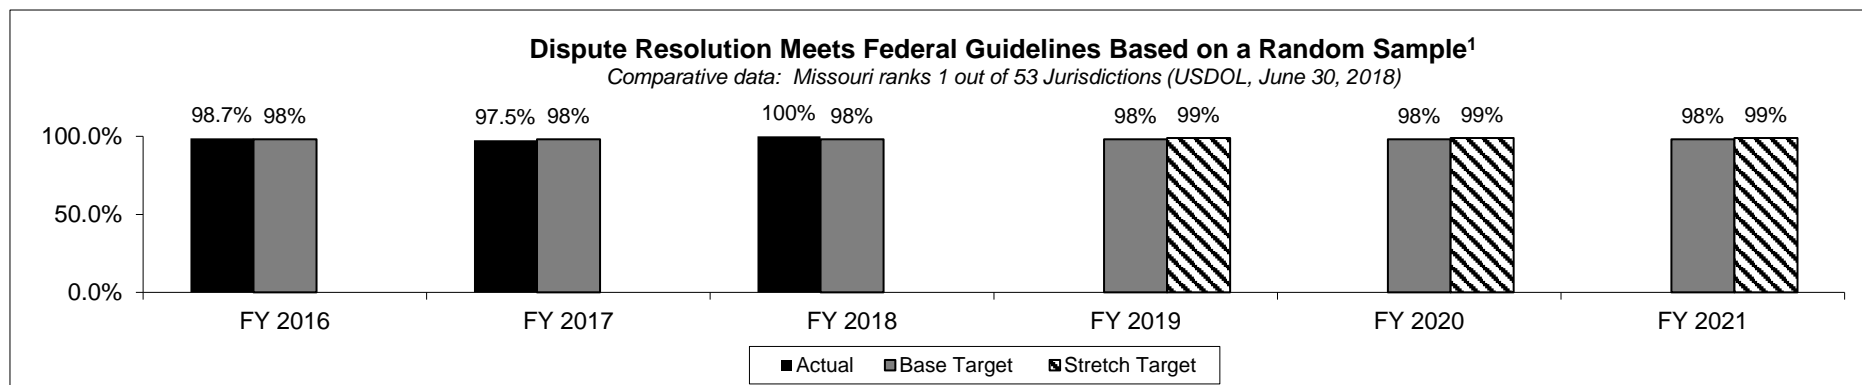 Dispute Resolution Meets Federal Guidelines Based on a Random Sample¹
Comparative data: Missouri ranks 1 out of 53 Jurisdictions (USDOL, June 30, 2018)
98.7% 98% 97.5% 98% 100% 98% 98% 99% 98% 99% 98% 99%
100.0%
50.0%
0.0%
FY 2016 FY 2017 FY 2018 FY 2019 FY 2020 FY 2021
Actual Base Target Stretch Target